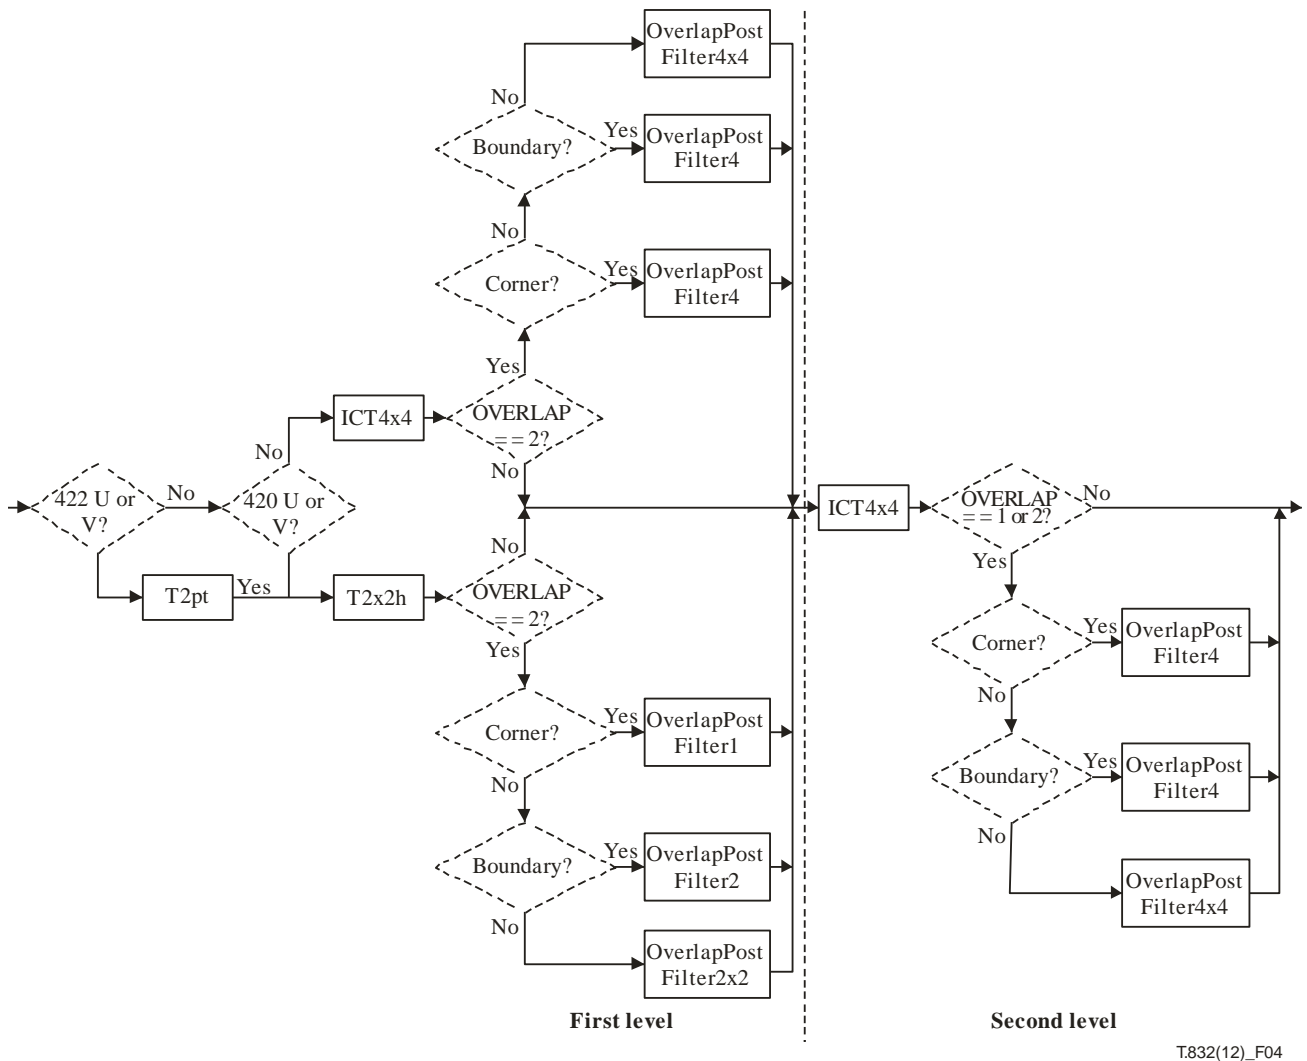 OverlapPost
Filter4x4
No
Boundary?
Yes
OverlapPost
Filter4
No
Corner?
Yes
OverlapPost
Filter4
Yes
ICT4x4
OVERLAP
== 2?
No
No
422 U or
V?
No
420 U or
V?
ICT4x4
OVERLAP
== 1 or 2?
No
No
Yes
T2pt
Yes
T2x2h
OVERLAP
== 2?
Yes
Corner?
Yes
OverlapPost
Filter4
No
Corner?
Yes
OverlapPost
Filter1
No
Boundary?
Yes
OverlapPost
Filter4
No
Boundary?
Yes
OverlapPost
Filter2
No
OverlapPost
Filter4x4
No
OverlapPost
Filter2x2
First level
Second level
T.832(12)_F04